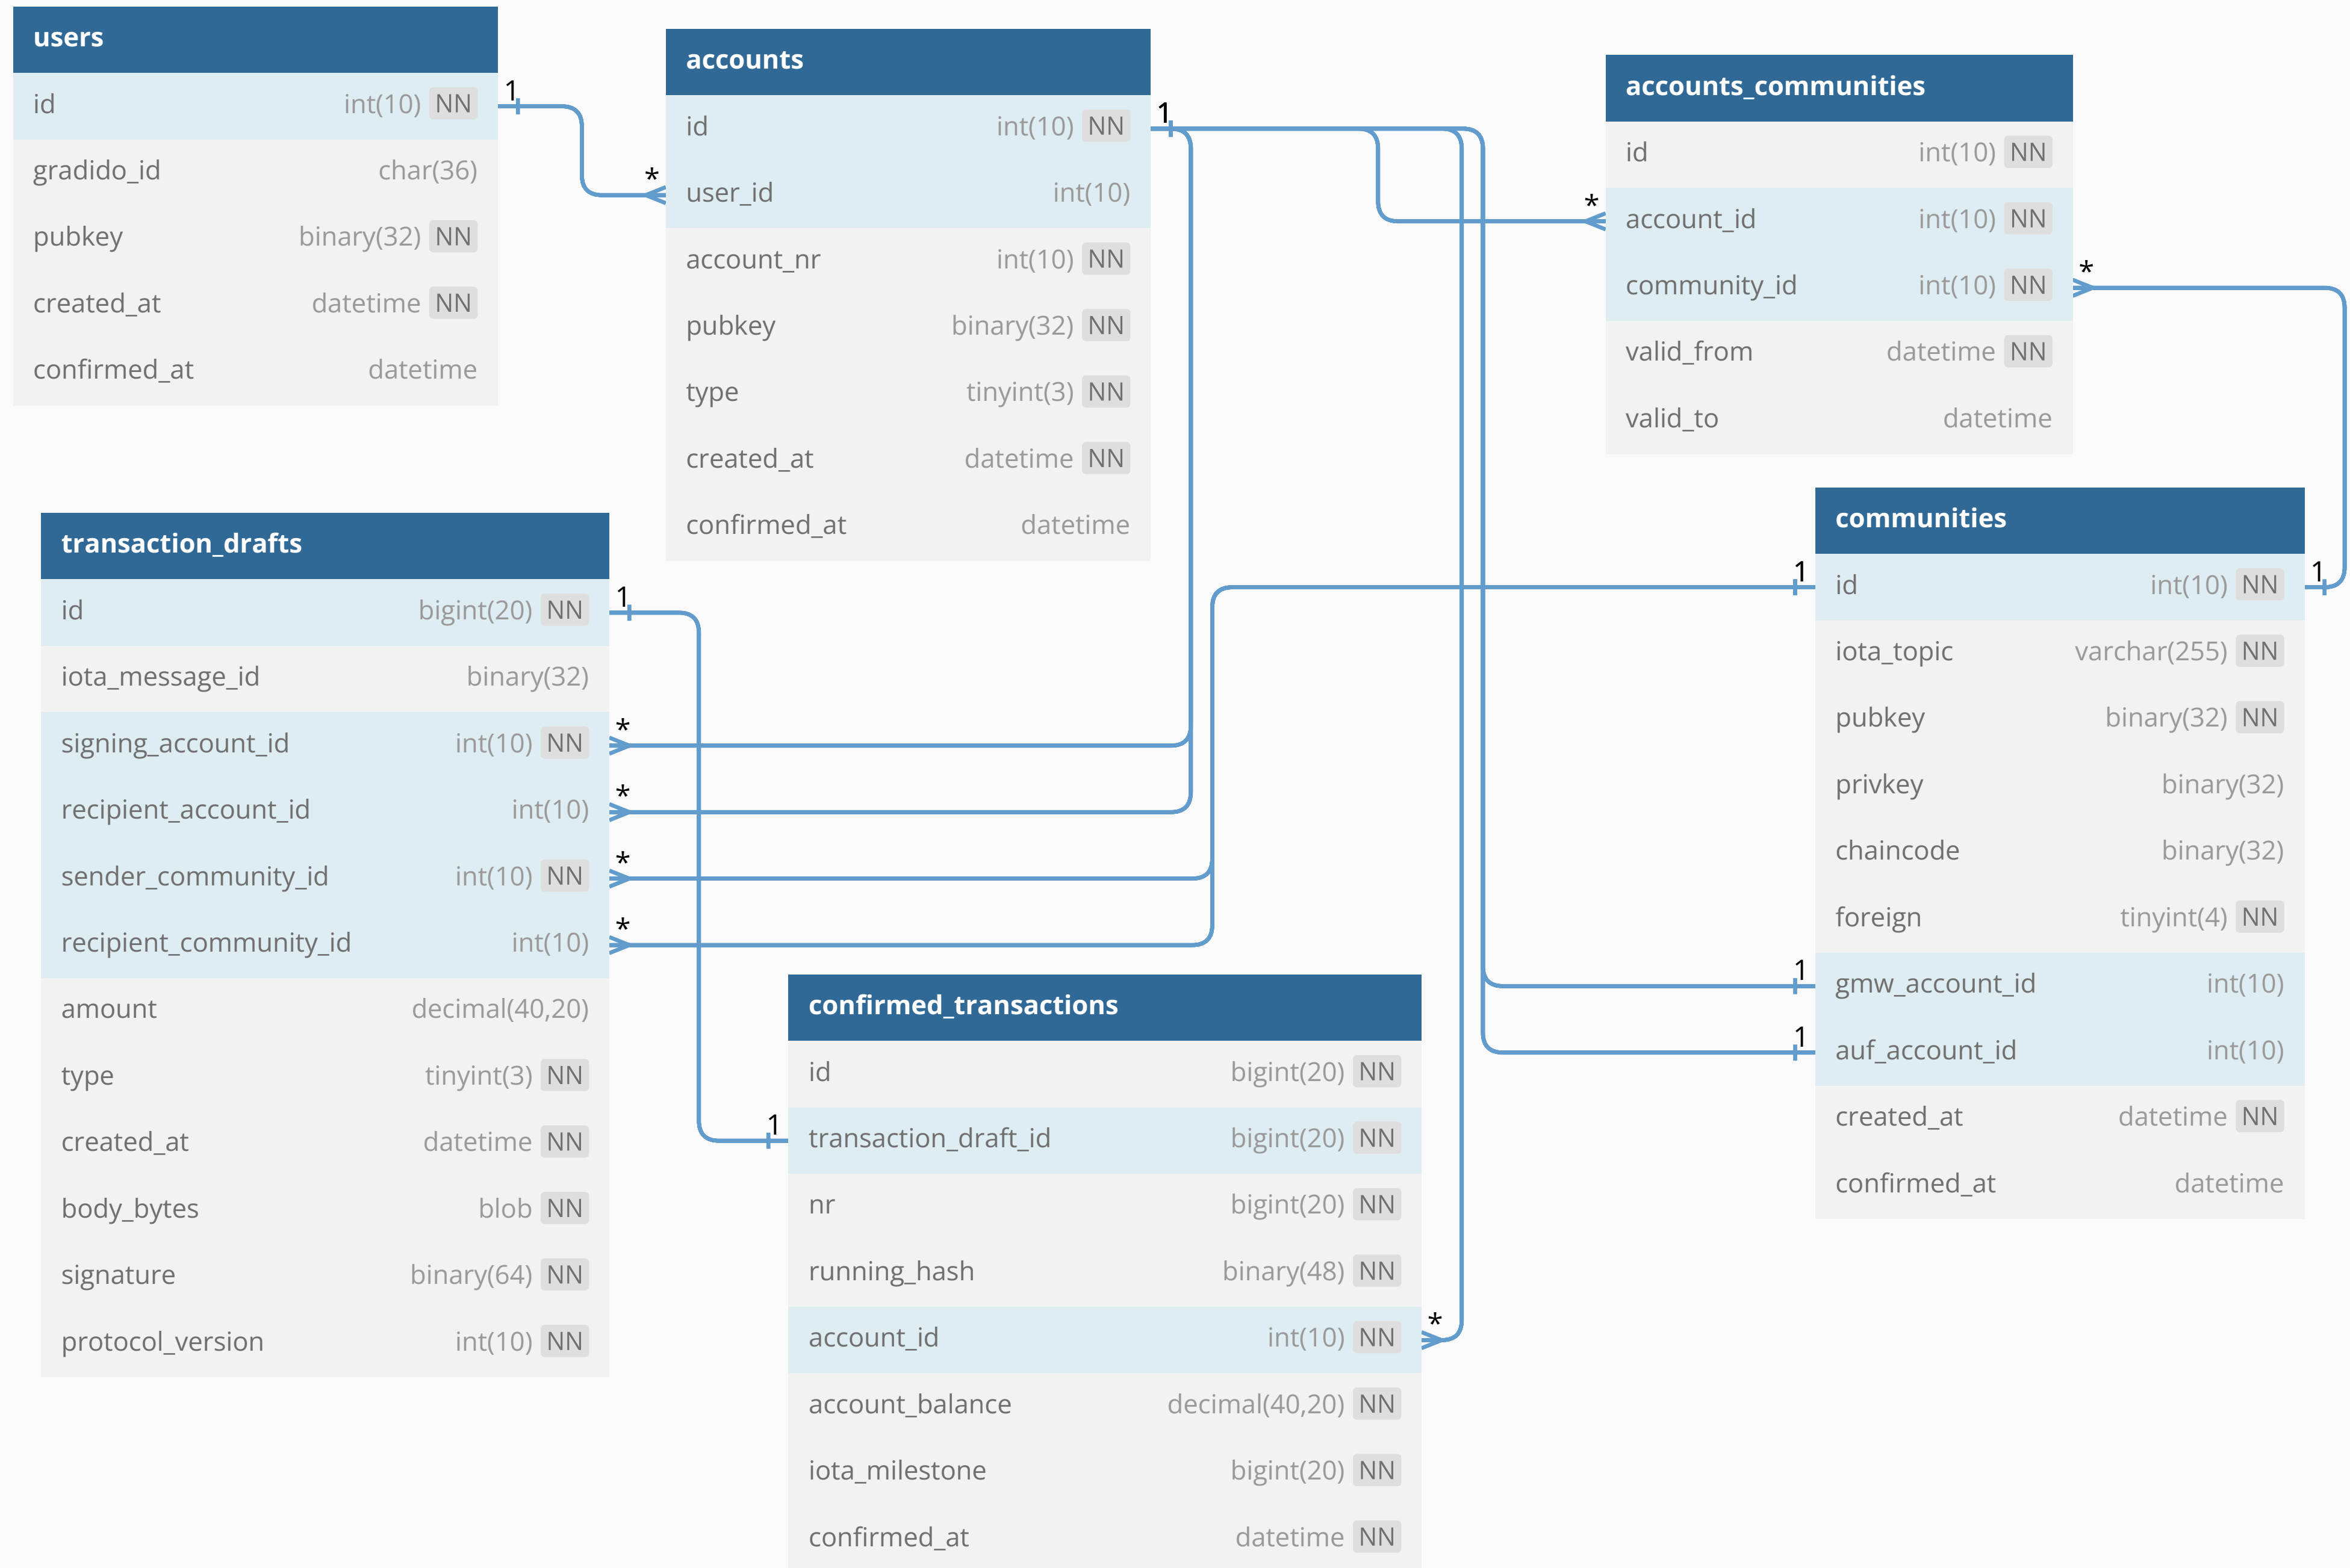 users
id int(10) NN
gradido_id char(36)
pubkey binary(32) NN
created_at datetime NN
confirmed_at datetime
1
*
accounts
id int(10) NN
user_id int(10)
account_nr int(10) NN
pubkey binary(32) NN
type tinyint(3) NN
created_at datetime NN
confirmed_at datetime
1
*
accounts_communities
id int(10) NN
account_id int(10) NN
community_id int(10) NN
valid_from datetime NN
valid_to datetime
*
transaction_drafts
id bigint(20) NN
iota_message_id binary(32)
signing_account_id int(10) NN
recipient_account_id int(10)
sender_community_id int(10) NN
recipient_community_id int(10)
amount decimal(40,20)
type tinyint(3) NN
created_at datetime NN
body_bytes blob NN
signature binary(64) NN
protocol_version int(10) NN
1
*
*
*
*
communities
id int(10) NN
iota_topic varchar(255) NN
pubkey binary(32) NN
privkey binary(32)
chaincode binary(32)
foreign tinyint(4) NN
gmw_account_id int(10)
auf_account_id int(10)
created_at datetime NN
confirmed_at datetime
1
1
1
1
confirmed_transactions
id bigint(20) NN
transaction_draft_id bigint(20) NN
nr bigint(20) NN
running_hash binary(48) NN
account_id int(10) NN
account_balance decimal(40,20) NN
iota_milestone bigint(20) NN
confirmed_at datetime NN
1
*